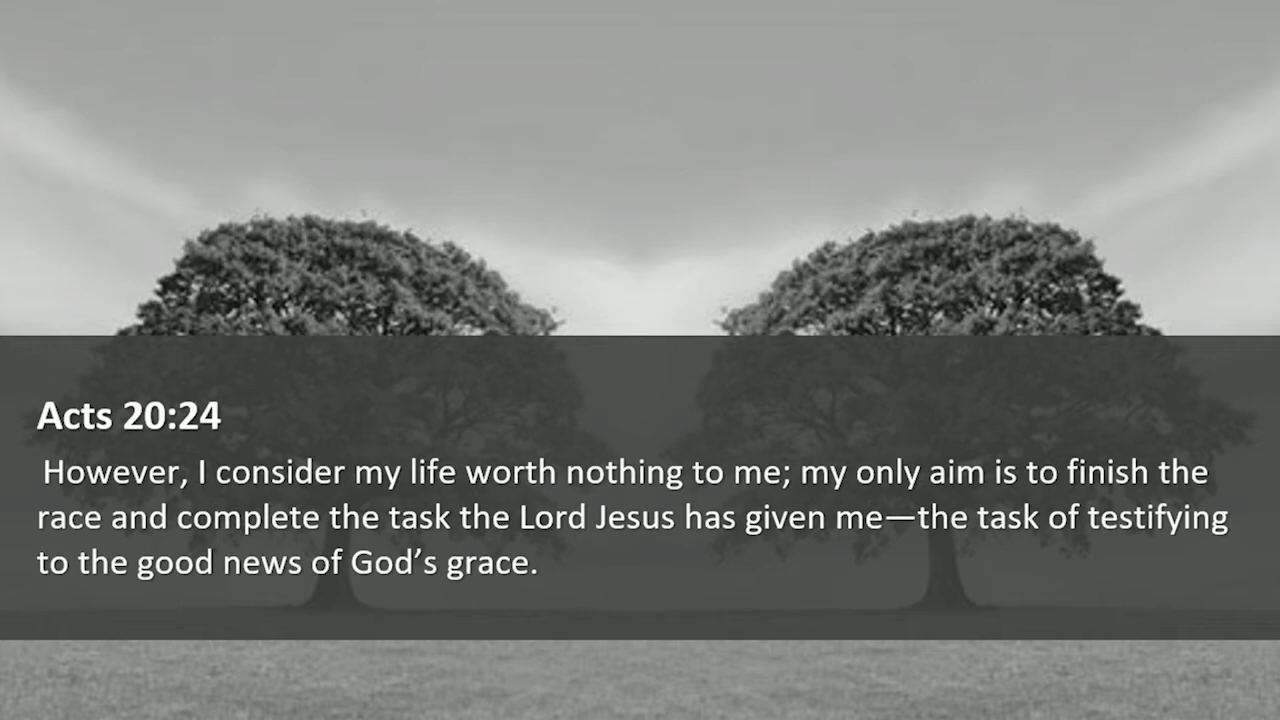 Acts 20:24
However, I consider my life worth nothing to me; my only aim is to finish the
race and complete the task the Lord Jesus has given me—the task of testifying
to the good news of God’s grace.